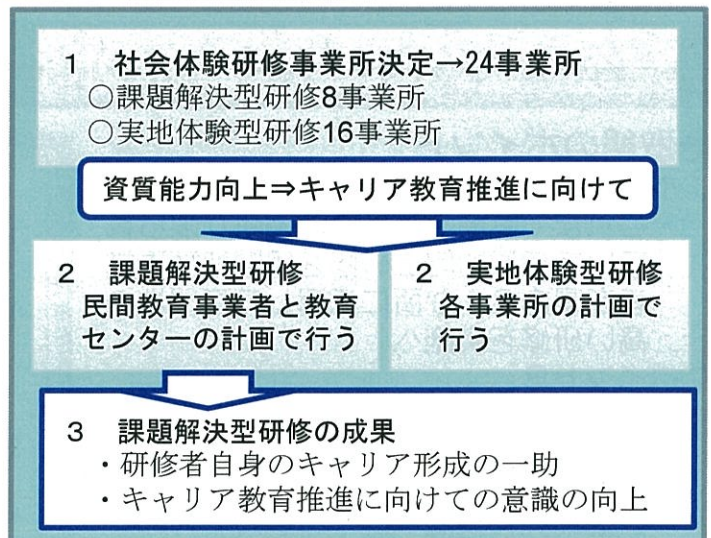 1 社会体験研修事業所決定→24事業所
○課題解決型研修8事業所
○実地体験型研修16事業所
資質能力向上⇒キャリア教育推進に向けて
2 課題解決型研修
民間教育事業者と教育
センターの計画で行う
2 実地体験型研修
各事業所の計画で
行う
3 課題解決型研修の成果
・研修者自身のキャリア形成の一助
・キャリア教育推進に向けての意識の向上